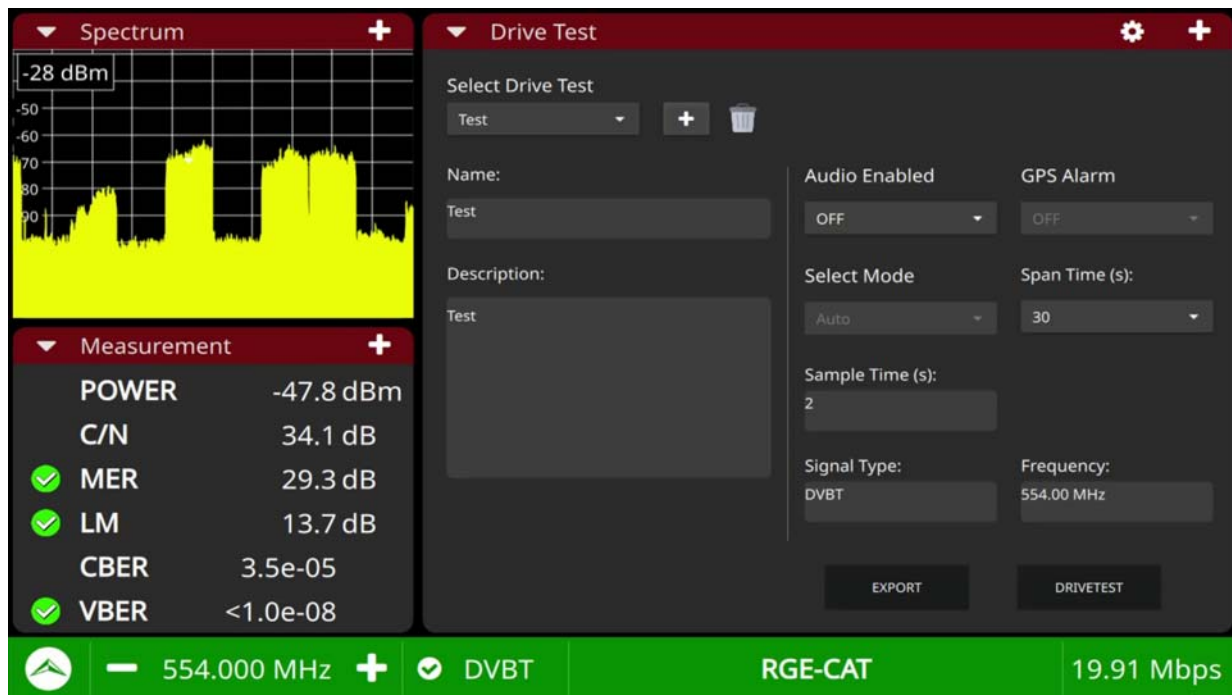 Spectrum
-28 dBm
-50
-60
-70
-80
-90
Measurement
POWER -47.8 dBm
C/N 34.1 dB
MER 29.3 dB
LM 13.7 dB
CBER 3.5e-05
VBER <1.0e-08
Drive Test
Select Drive Test
Test
Name:
Test
Description:
Test
Audio Enabled
OFF
GPS Alarm
OFF
Select Mode
Auto
Span Time (s):
30
Sample Time (s):
2
Signal Type:
DVBT
Frequency:
554.00 MHz
EXPORT
DRIVETEST
554.000 MHz
DVBT
RGE-CAT
19.91 Mbps